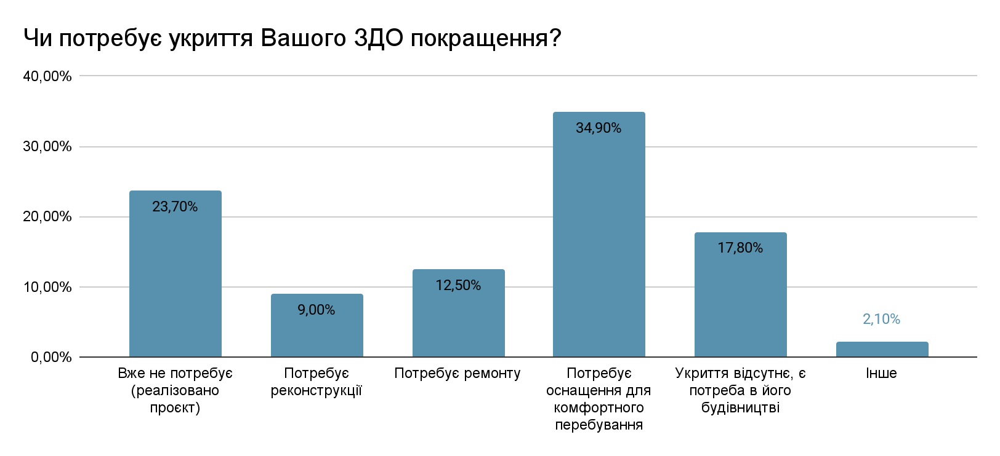 Чи потребує укриття Вашого ЗДО покращення?
40,00%
30,00%
20,00%
10,00%
0,00%
23,70%
9,00%
12,50%
34,90%
17,80%
2,10%
Вже не потребує
(реалізовано
проєкт)
Потребує
реконструкції
Потребує ремонту
Потребує
оснащення для
комфортного
перебування
Укриття відсутнє, є
потреба в його
будівництві
Інше